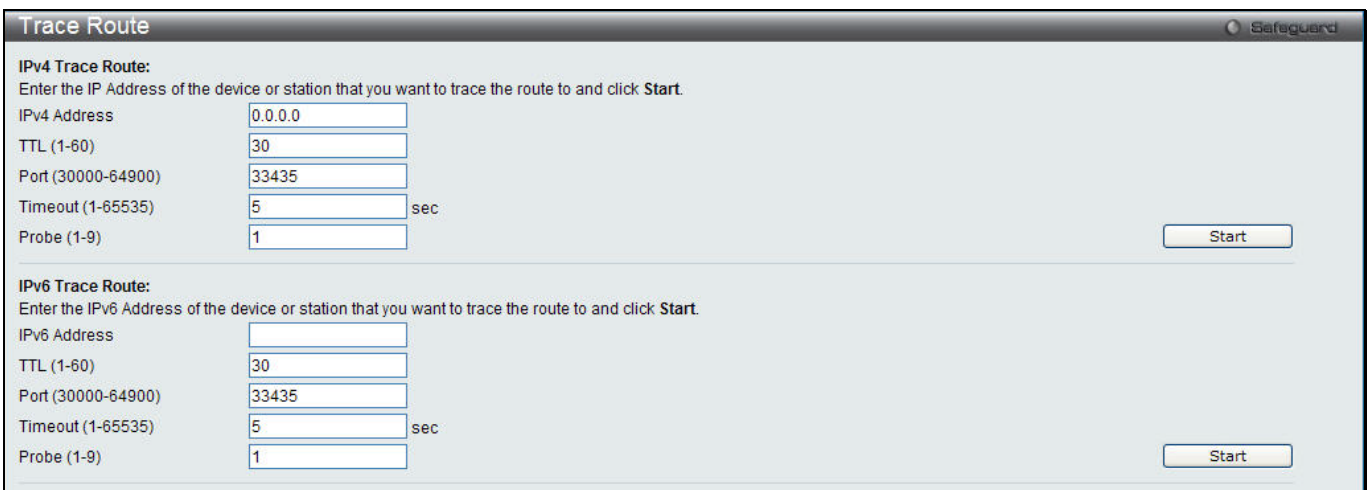 Trace Route
Safeguard
IPv4 Trace Route:
Enter the IP Address of the device or station that you want to trace the route to and click Start.
IPv4 Address 0.0.0.0
TTL (1-60) 30
Port (30000-64900) 33435
Timeout (1-65535) 5 sec
Probe (1-9) 1 Start
IPv6 Trace Route:
Enter the IPv6 Address of the device or station that you want to trace the route to and click Start.
IPv6 Address
TTL (1-60) 30
Port (30000-64900) 33435
Timeout (1-65535) 5 sec
Probe (1-9) 1 Start